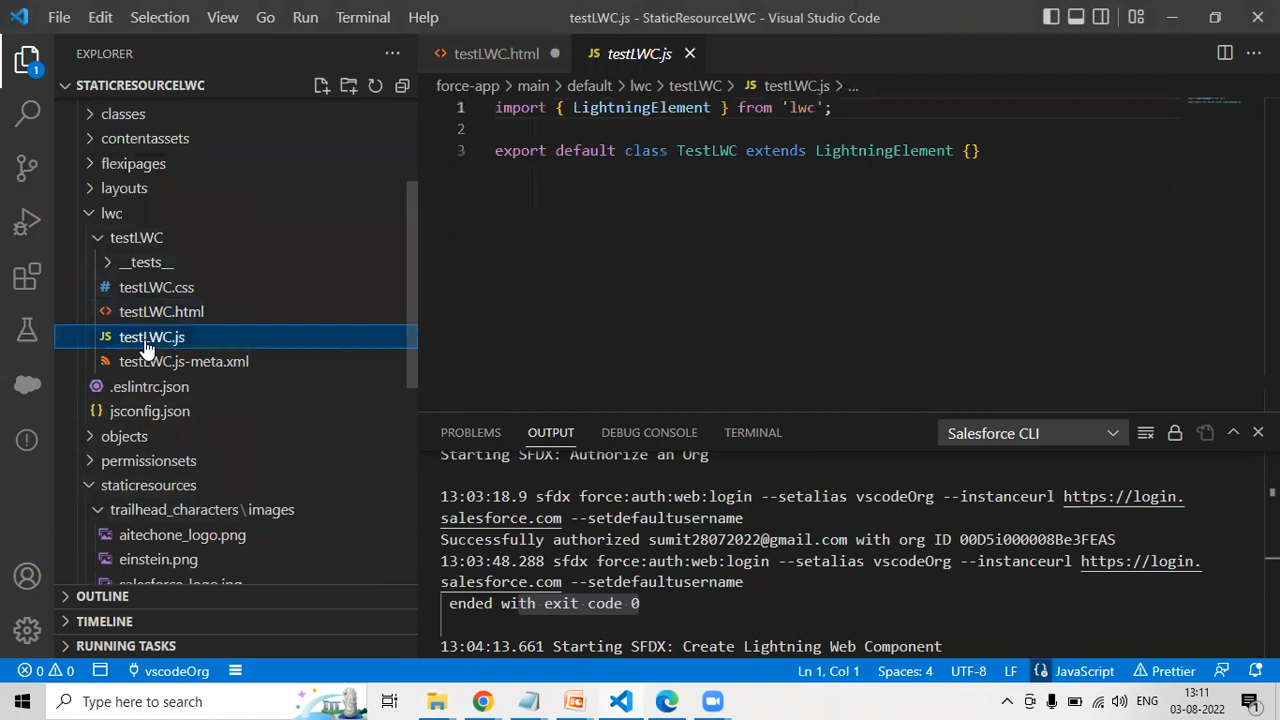 File Edit Selection View Go Run Terminal Help testLWC.js - StaticResourceLWC - Visual Studio Code
1
EXPLORER
STATICRESOURCELWC
classes
contentassets
flexipages
layouts
lwc
testLWC
__tests__
# testLWC.css
<> testLWC.html
JS testLWC.js
testLWC.js-meta.xml
.eslintrc.json
{} jsconfig.json
objects
permissionsets
staticresources
trailhead_characters\images
aitechone_logo.png
einstein.png
salesforce_logo.jpg
OUTLINE
TIMELINE
RUNNING TASKS
<> testLWC.html JS testLWC.js
force-app > main > default > lwc > testLWC > JS testLWC.js > ...
1 import { LightningElement } from 'lwc';
2
3 export default class TestLWC extends LightningElement {}
PROBLEMS OUTPUT DEBUG CONSOLE TERMINAL Salesforce CLI
Starting SFDX: Authorize an Org
13:03:18.9 sfdx force:auth:web:login --setalias vscodeOrg --instanceurl https://login.
salesforce.com --setdefaultusername
Successfully authorized sumit28072022@gmail.com with org ID 00D5i000008Be3FEAS
13:03:48.288 sfdx force:auth:web:login --setalias vscodeOrg --instanceurl https://login.
salesforce.com --setdefaultusername
ended with exit code 0
13:04:13.661 Starting SFDX: Create Lightning Web Component
0 0 vscodeOrg Ln 1, Col 1 Spaces: 4 UTF-8 LF {} JavaScript Prettier
Type here to search
ENG 13:11
03-08-2022
1